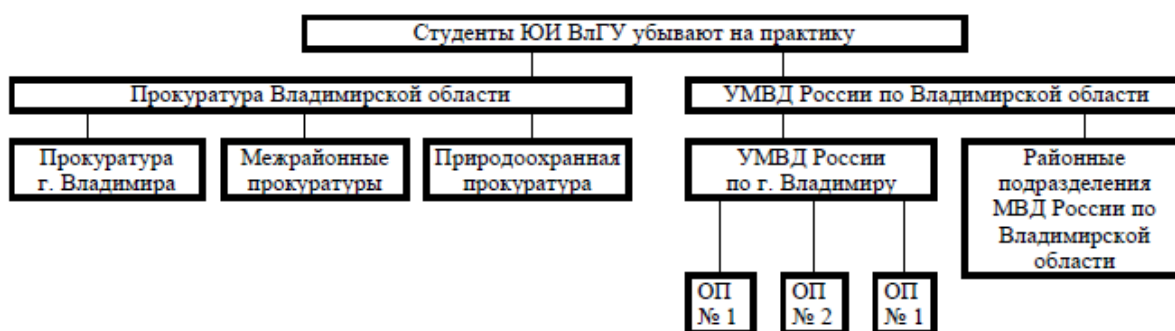 Студенты ЮИ ВлГУ убывают на практику
Прокуратура Владимирской области
УМВД России по Владимирской области
Прокуратура
г. Владимира
Межрайонные
прокуратуры
Природоохранная
прокуратура
УМВД России
по г. Владимиру
Районные
подразделения
МВД России по
Владимирской
области
ОП
№ 1
ОП
№ 2
ОП
№ 1